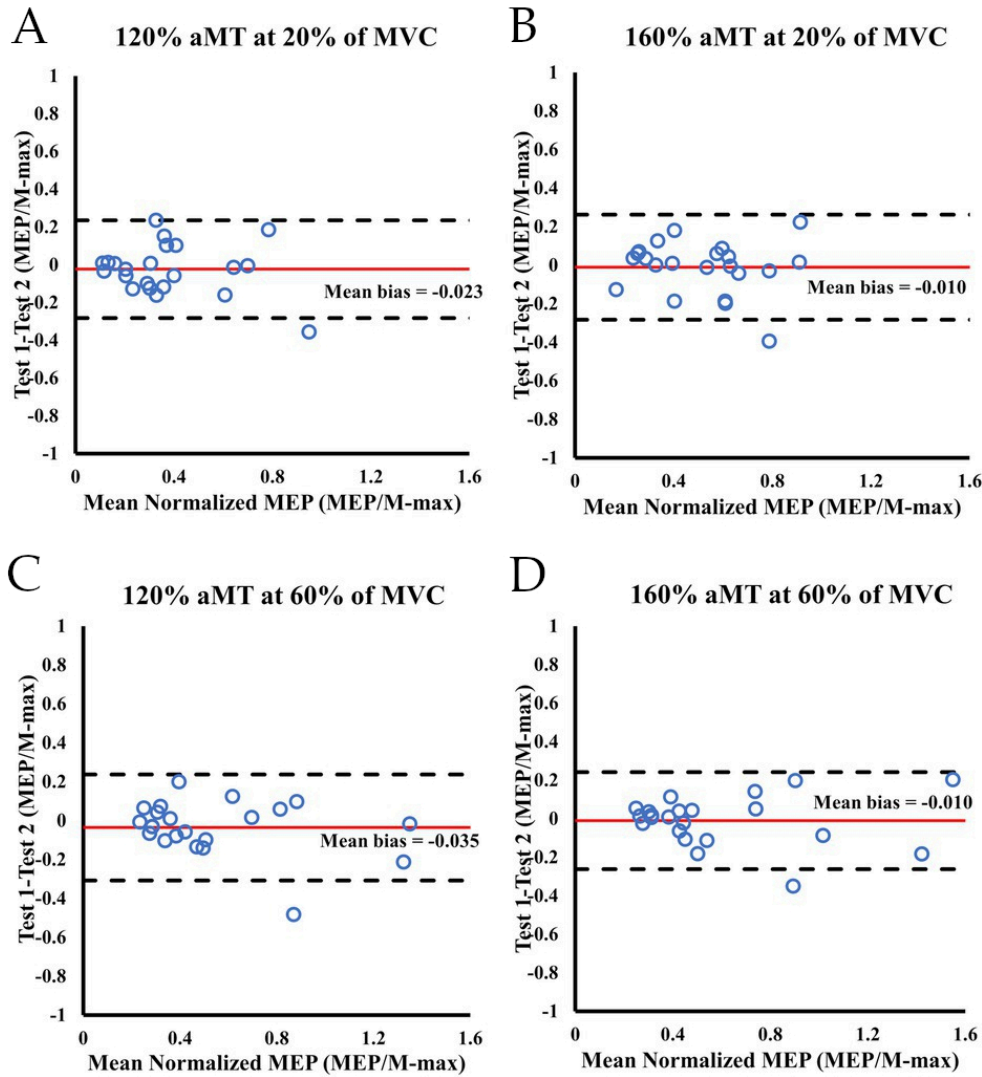 A
120% aMT at 20% of MVC
1
0.8
0.6
0.4
0.2
0
-0.2
-0.4
-0.6
-0.8
-1
Test 1-Test 2 (MEP/M-max)
Mean bias = -0.023
0 0.4 0.8 1.2 1.6
Mean Normalized MEP (MEP/M-max)
B
160% aMT at 20% of MVC
1
0.8
0.6
0.4
0.2
0
-0.2
-0.4
-0.6
-0.8
-1
Test 1-Test 2 (MEP/M-max)
Mean bias = -0.010
0 0.4 0.8 1.2 1.6
Mean Normalized MEP (MEP/M-max)
C
120% aMT at 60% of MVC
1
0.8
0.6
0.4
0.2
0
-0.2
-0.4
-0.6
-0.8
-1
Test 1-Test 2 (MEP/M-max)
Mean bias = -0.035
0 0.4 0.8 1.2 1.6
Mean Normalized MEP (MEP/M-max)
D
160% aMT at 60% of MVC
1
0.8
0.6
0.4
0.2
0
-0.2
-0.4
-0.6
-0.8
-1
Test 1-Test 2 (MEP/M-max)
Mean bias = -0.010
0 0.4 0.8 1.2 1.6
Mean Normalized MEP (MEP/M-max)